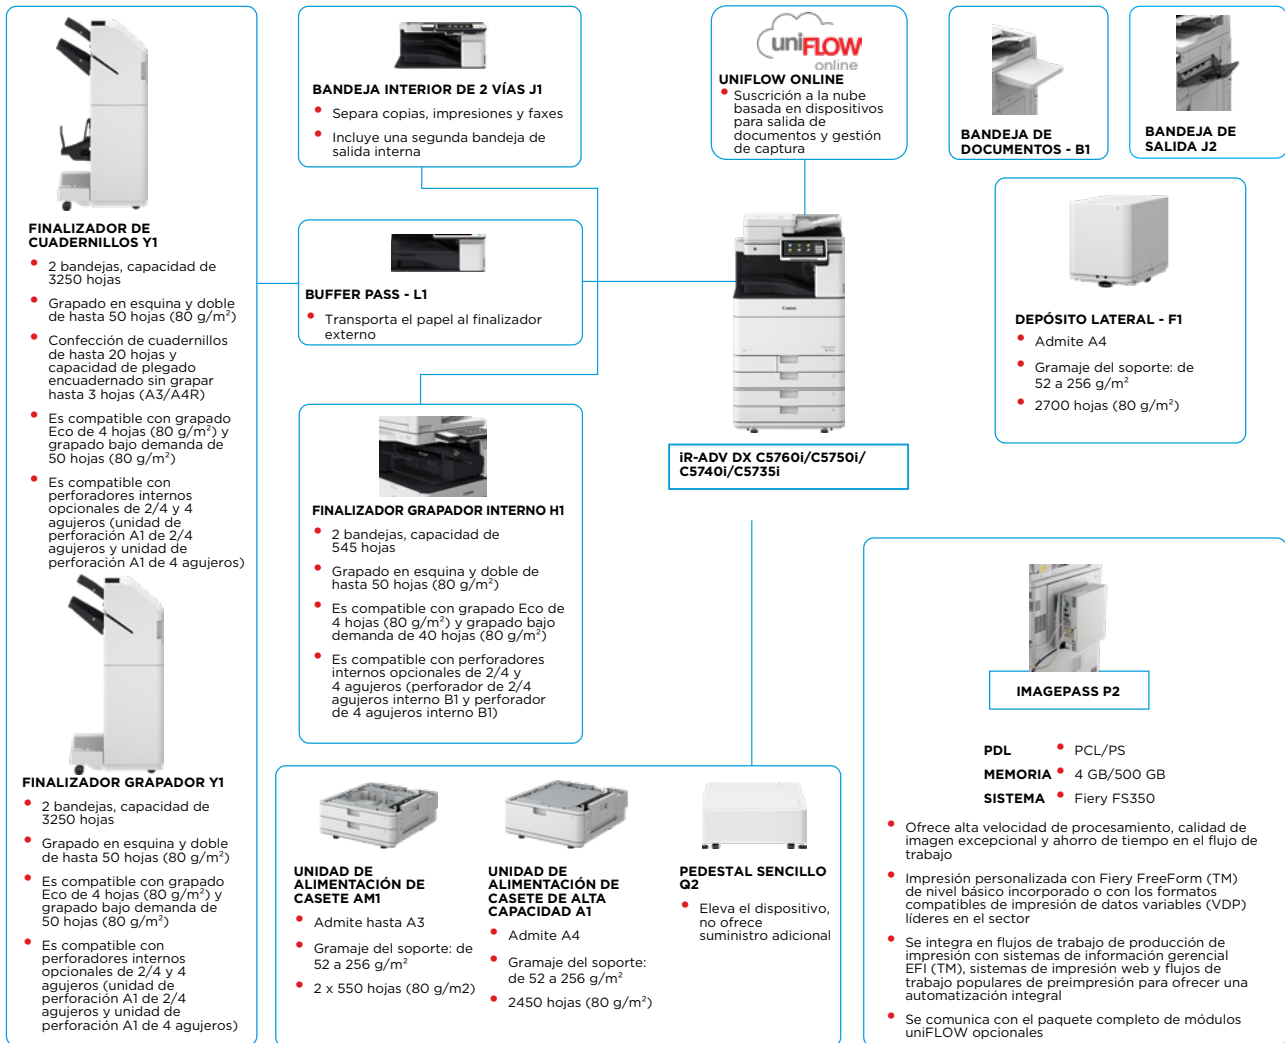 FINALIZADOR DE
CUADERNILLOS Y1
• 2 bandejas, capacidad de
3250 hojas
• Grapado en esquina y doble
de hasta 50 hojas (80 g/m²)
• Confección de cuadernillos
de hasta 20 hojas y
capacidad de plegado
encuadernado sin grapar
hasta 3 hojas (A3/A4R)
• Es compatible con grapado
Eco de 4 hojas (80 g/m²) y
grapado bajo demanda de
50 hojas (80 g/m²)
• Es compatible con
perforadores internos
opcionales de 2/4 y 4
agujeros (unidad de
perforación A1 de 2/4
agujeros y unidad de
perforación A1 de 4 agujeros)
FINALIZADOR GRAPADOR Y1
• 2 bandejas, capacidad de
3250 hojas
• Grapado en esquina y doble
de hasta 50 hojas (80 g/m²)
• Es compatible con grapado
Eco de 4 hojas (80 g/m²) y
grapado bajo demanda de
50 hojas (80 g/m²)
• Es compatible con
perforadores internos
opcionales de 2/4 y 4
agujeros (unidad de
perforación A1 de 2/4
agujeros y unidad de
perforación A1 de 4 agujeros)
BANDEJA INTERIOR DE 2 VÍAS J1
• Separa copias, impresiones y faxes
• Incluye una segunda bandeja de
salida interna
BUFFER PASS - L1
• Transporta el papel al finalizador
externo
FINALIZADOR GRAPADOR INTERNO H1
• 2 bandejas, capacidad de
545 hojas
• Grapado en esquina y doble de
hasta 50 hojas (80 g/m²)
• Es compatible con grapado Eco de
4 hojas (80 g/m²) y grapado bajo
demanda de 40 hojas (80 g/m²)
• Es compatible con perforadores
internos opcionales de 2/4 y
4 agujeros (perforador de 2/4
agujeros interno B1 y perforador
de 4 agujeros interno B1)
uniFLOW
online
UNIFLOW ONLINE
• Suscrición a la nube
basada en dispositivos
para salida de
documentos y gestión
de captura
Canon
iR-ADV DX C5760i/C5750i/
C5740i/C5735i
BANDEJA DE
DOCUMENTOS - B1
BANDEJA DE
SALIDA J2
DEPÓSITO LATERAL - F1
• Admite A4
• Gramaje del soporte: de
52 a 256 g/m²
• 2700 hojas (80 g/m²)
UNIDAD DE
ALIMENTACIÓN DE
CASETE AM1
• Admite hasta A3
• Gramaje del soporte: de
52 a 256 g/m²
• 2 x 550 hojas (80 g/m2)
UNIDAD DE
ALIMENTACIÓN DE
CASETE DE ALTA
CAPACIDAD A1
• Admite A4
• Gramaje del soporte:
de 52 a 256 g/m²
• 2450 hojas (80 g/m²)
PEDESTAL SENCILLO
Q2
• Eleva el dispositivo,
no ofrece
suministro adicional
IMAGEPASS P2
PDL • PCL/PS
MEMORIA • 4 GB/500 GB
SISTEMA • Fiery FS350
• Ofrece alta velocidad de procesamiento, calidad de
imagen excepcional y ahorro de tiempo en el flujo de
trabajo
• Impresión personalizada con Fiery FreeForm (TM)
de nivel básico incorporado o con los formatos
compatibles de impresión de datos variables (VDP)
líderes en el sector
• Se integra en flujos de trabajo de producción de
impresión con sistemas de información gerencial
EFI (TM), sistemas de impresión web y flujos de
trabajo populares de preimpresión para ofrecer una
automatización integral
• Se comunica con el paquete completo de módulos
uniFLOW opcionales